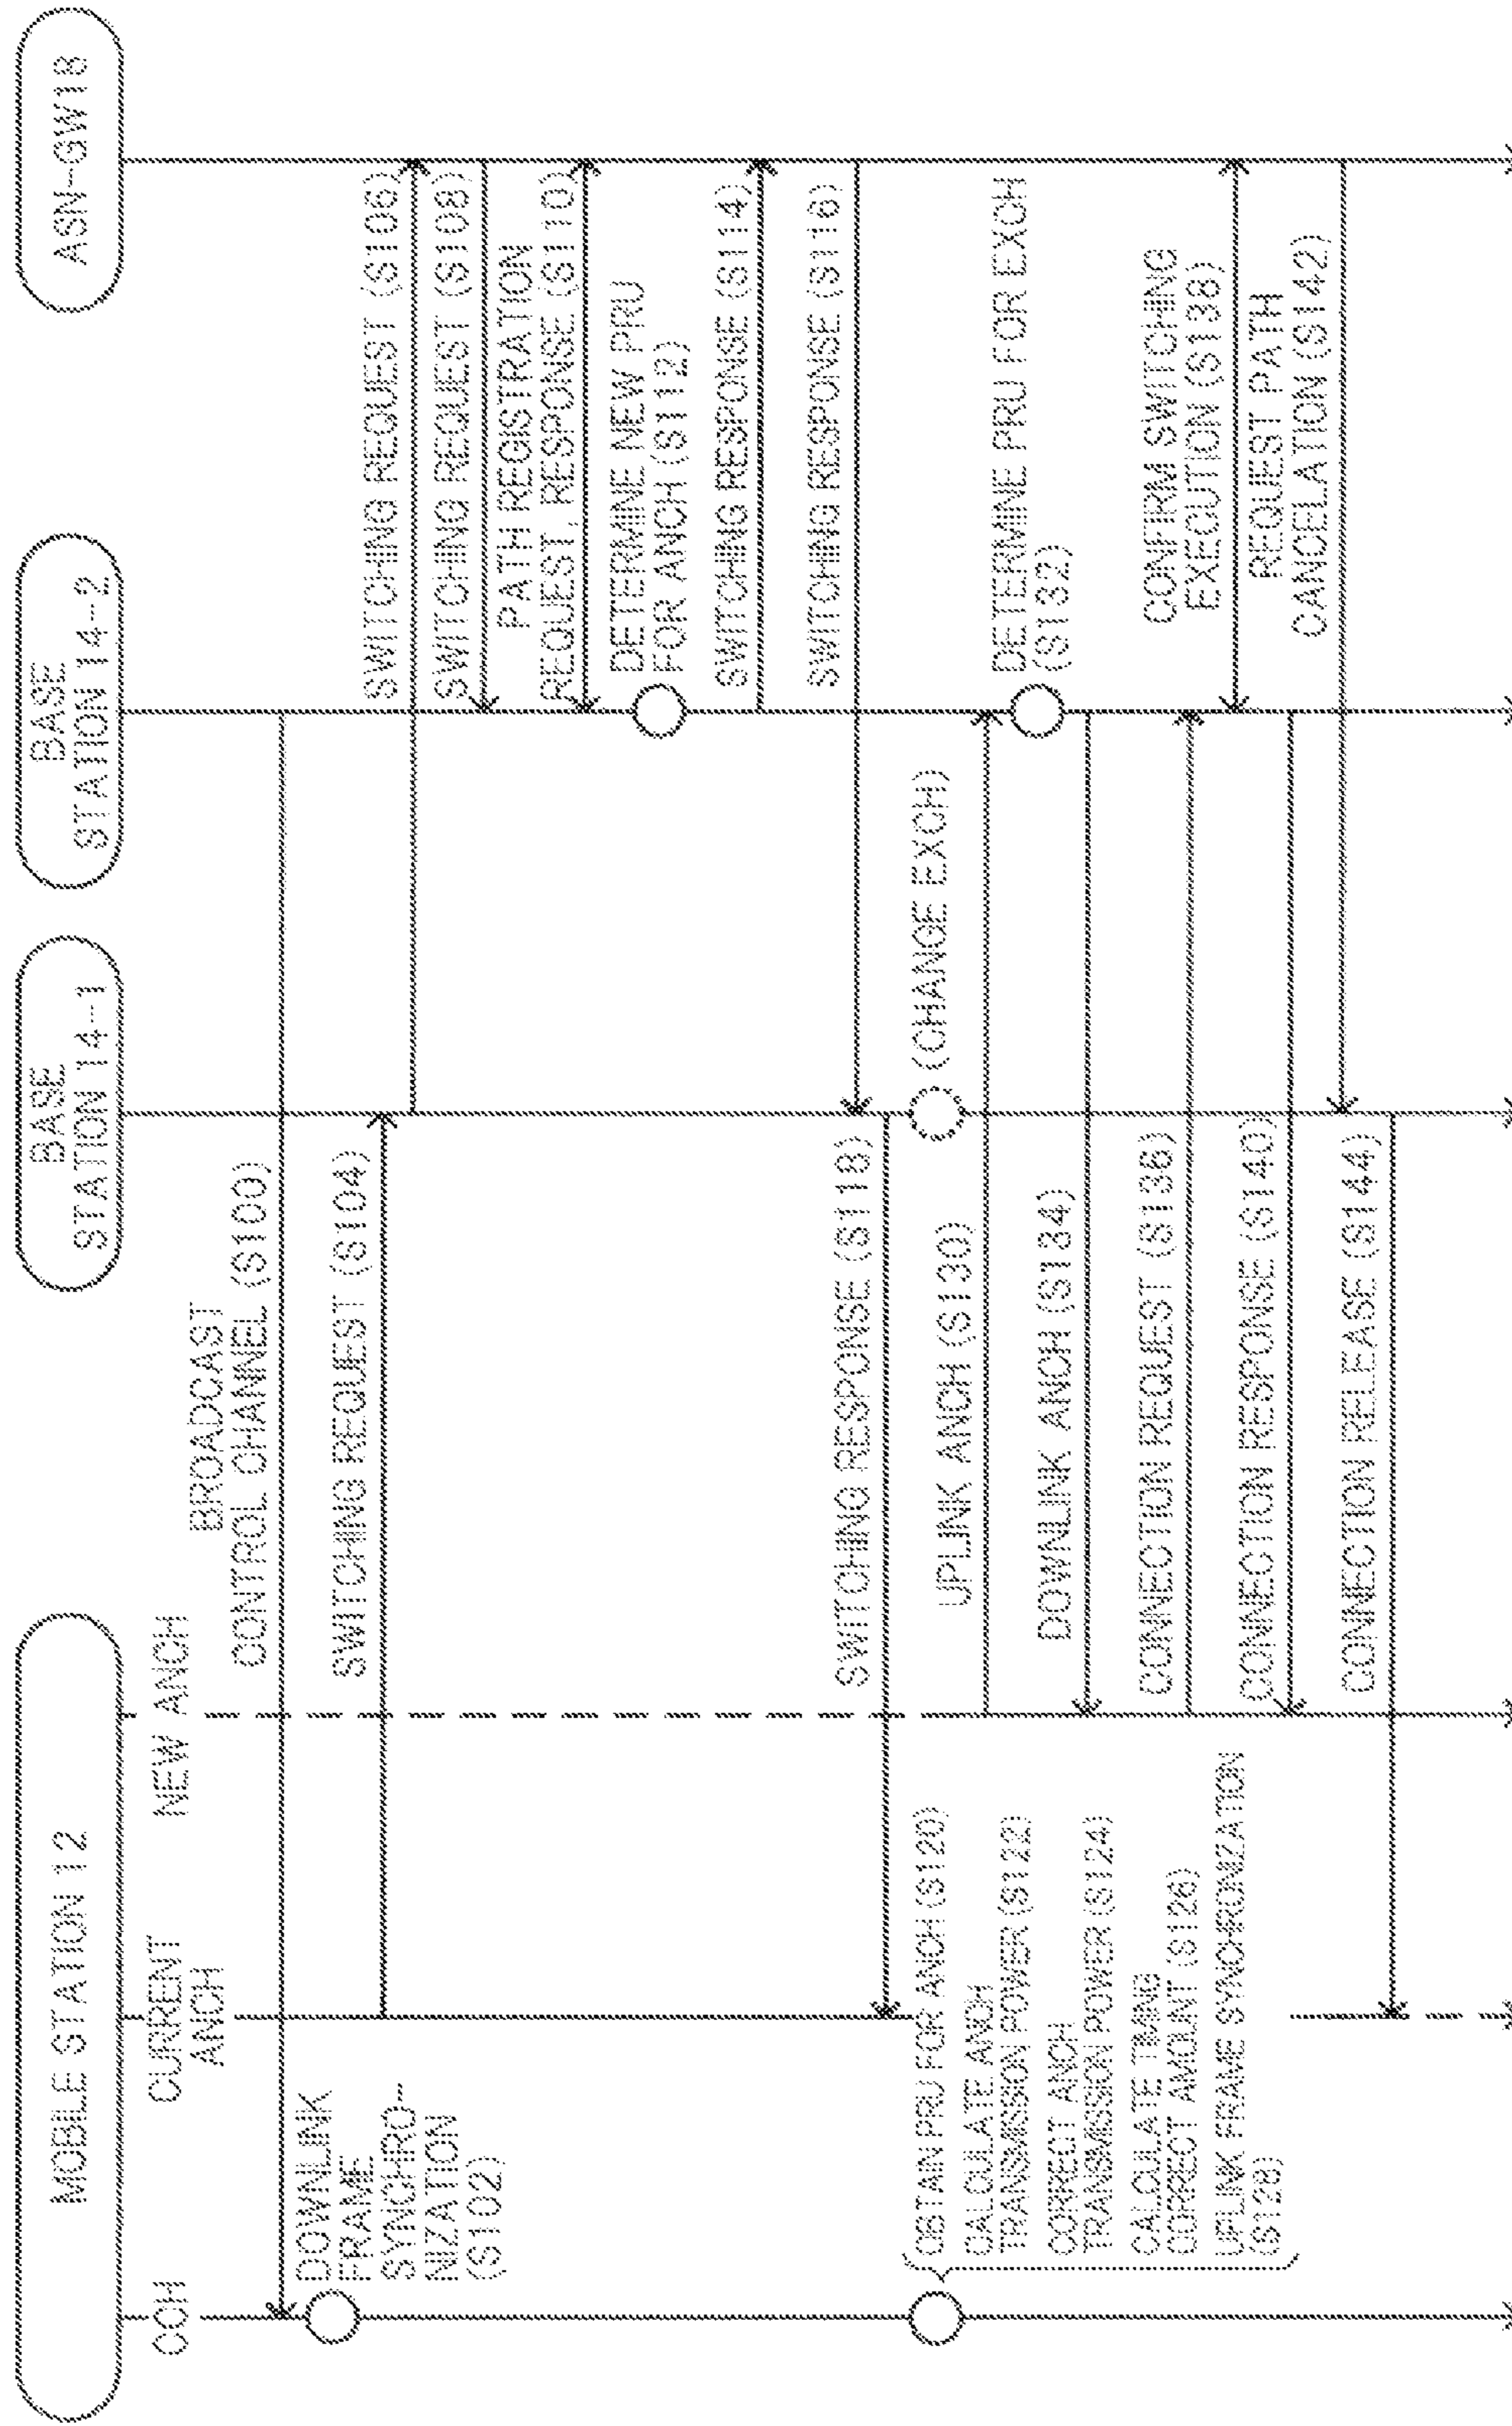 MOBILE STATION 12
BASE
STATION 14-1
BASE
STATION 14-2
ASN-GW18
CCH
CURRENT
ANCH
NEW ANCH
BROADCAST
CONTROL CHANNEL (S100)
DOWNLINK
FRAME
SYNCHRO-
NIZATION
(S102)
SWITCHING REQUEST (S104)
SWITCHING REQUEST (S106)
SWITCHING REQUEST (S108)
PATH REGISTRATION
REQUEST, RESPONSE (S110)
DETERMINE NEW PRU
FOR ANCH (S112)
SWITCHING RESPONSE (S114)
SWITCHING RESPONSE (S116)
SWITCHING RESPONSE (S118)
(CHANGE EXCH)
OBTAIN PRU FOR ANCH (S120)
CALCULATE ANCH
TRANSMISSION POWER (S122)
CORRECT ANCH
TRANSMISSION POWER (S124)
CALCULATE TIMING
CORRECT AMOUNT (S126)
UPLINK FRAME SYNCHRONIZATION
(S128)
UPLINK ANCH (S130)
DETERMINE PRU FOR EXCH
(S132)
DOWNLINK ANCH (S134)
CONNECTION REQUEST (S136)
CONFIRM SWITCHING
EXECUTION (S138)
CONNECTION RESPONSE (S140)
REQUEST PATH
CANCELATION (S142)
CONNECTION RELEASE (S144)